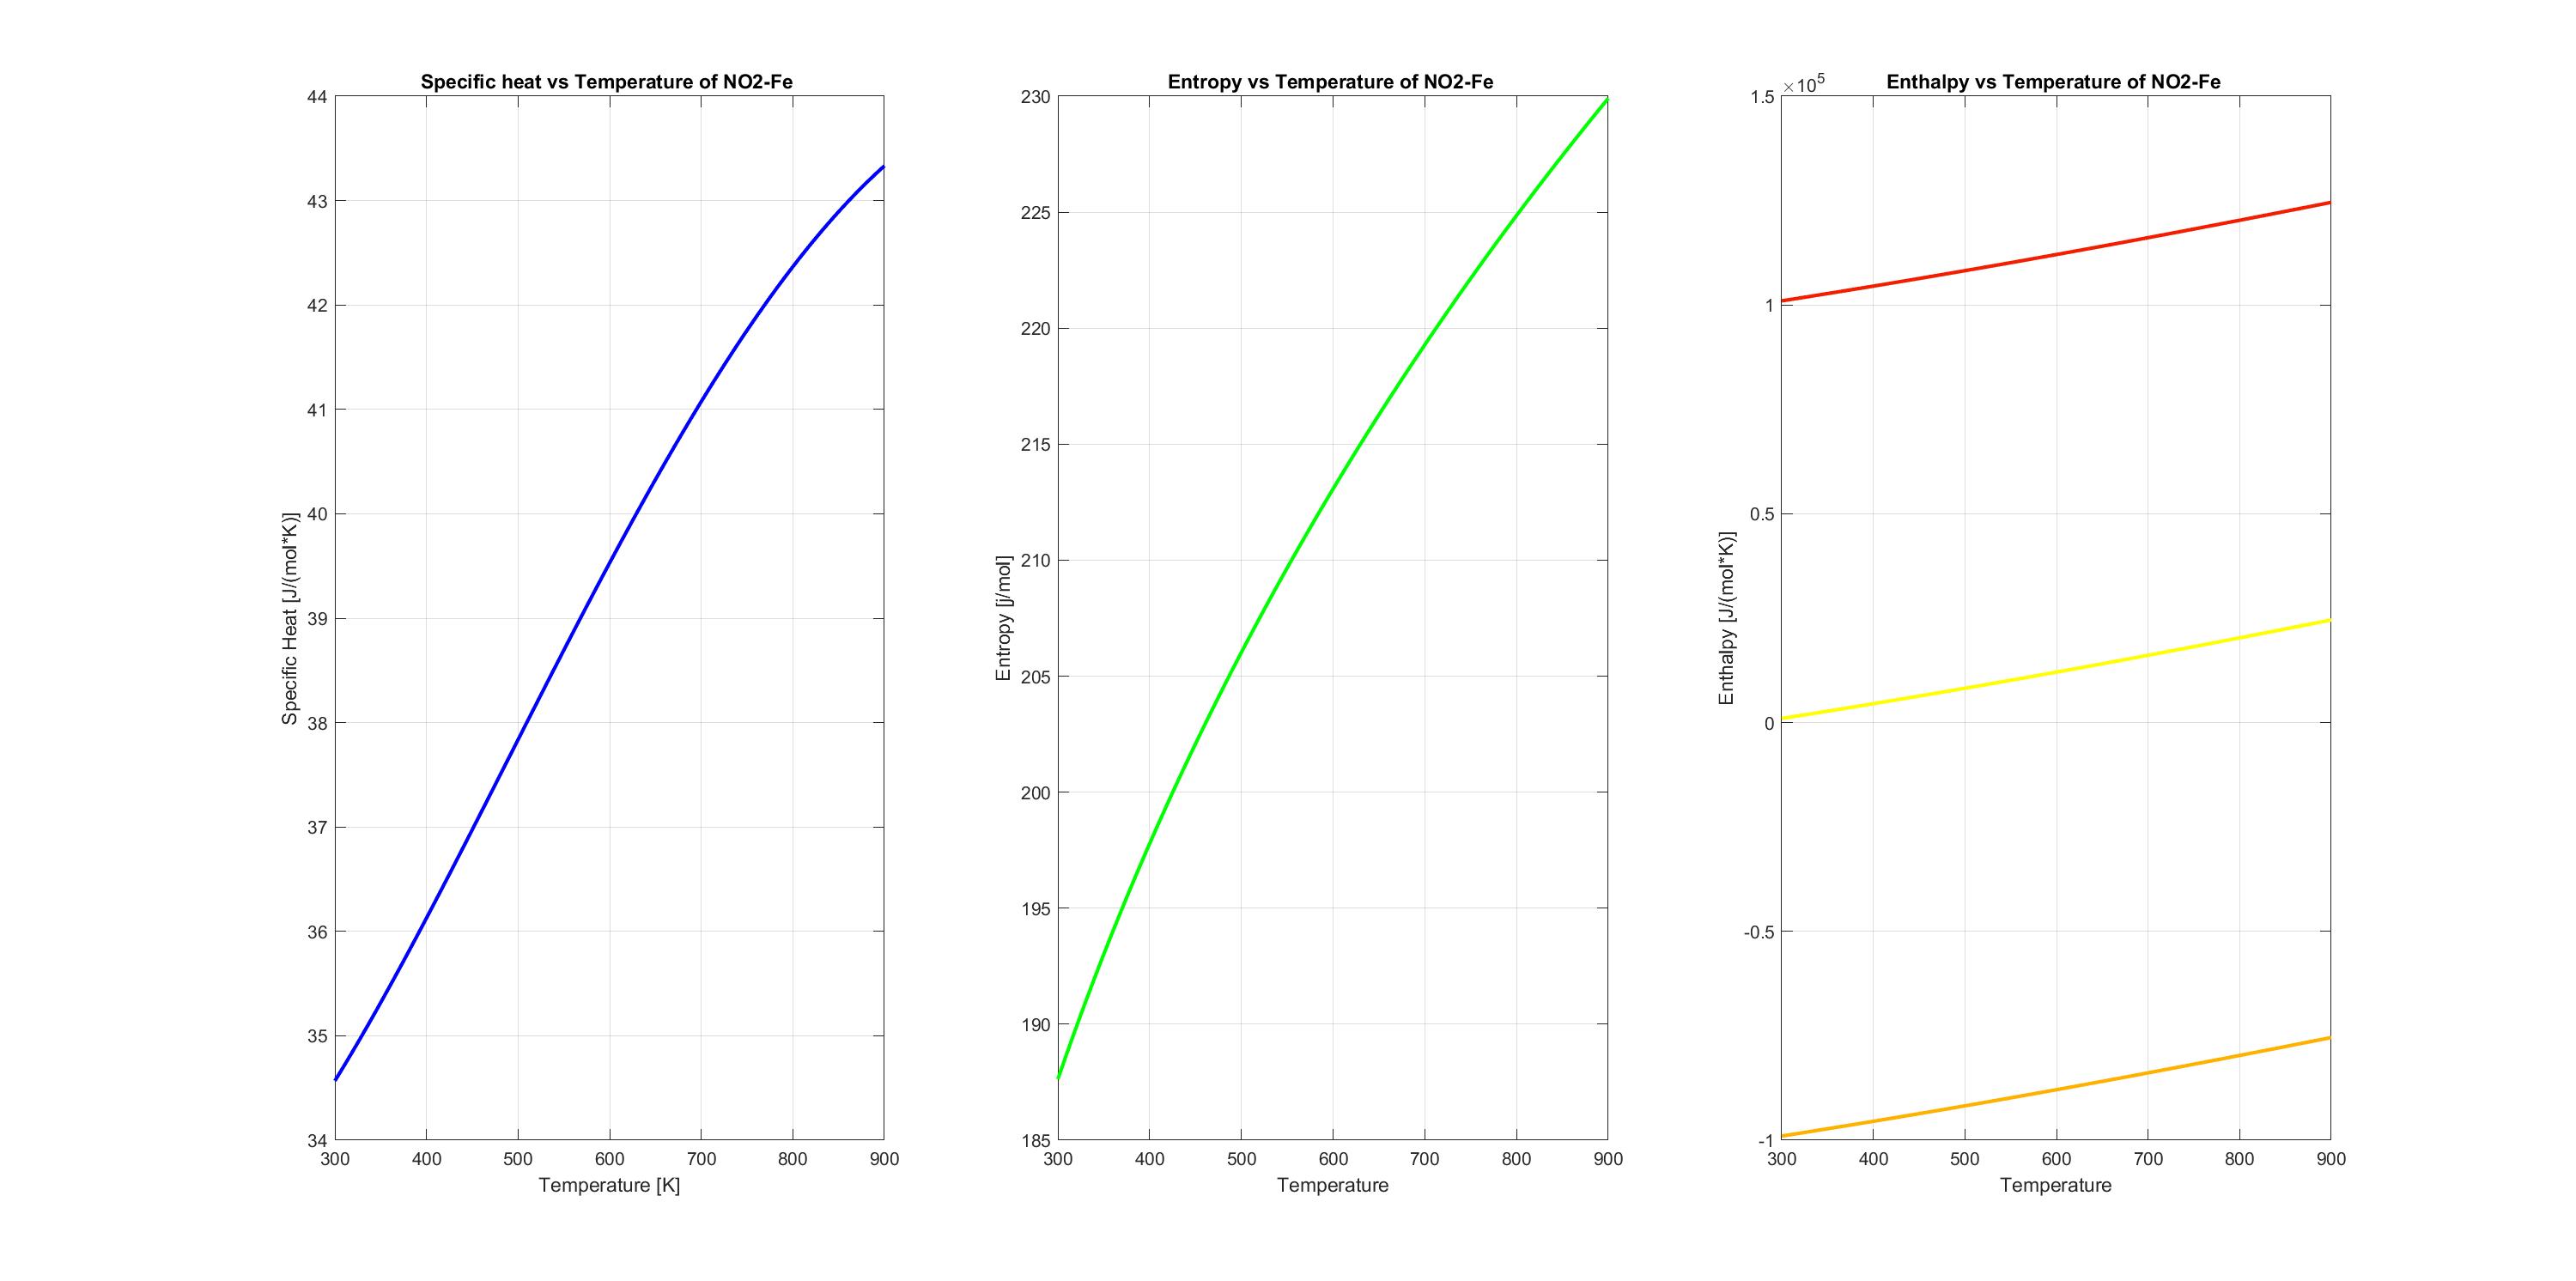 Specific heat vs Temperature of NO2-Fe
44
43
42
41
40
39
38
37
36
35
34
Specific Heat [J/(mol*K)]
300 400 500 600 700 800 900
Temperature [K]
Entropy vs Temperature of NO2-Fe
230
225
220
215
210
205
200
195
190
185
Entropy [j/mol]
300 400 500 600 700 800 900
Temperature
×10^5
Enthalpy vs Temperature of NO2-Fe
1.5
1
0.5
0
-0.5
-1
Enthalpy [J/(mol*K)]
300 400 500 600 700 800 900
Temperature